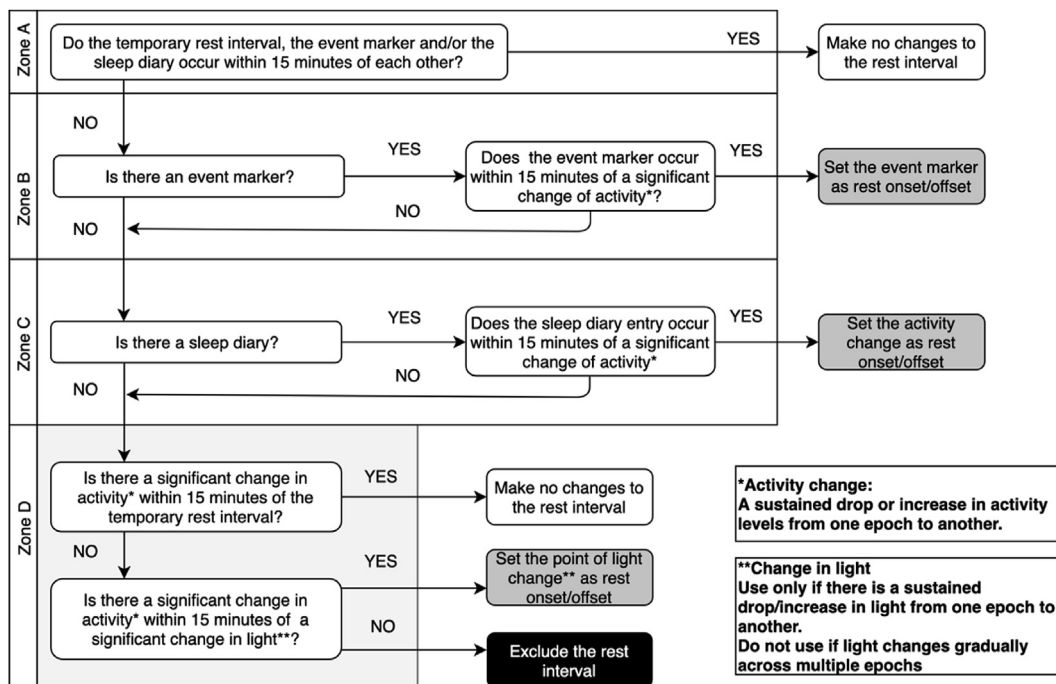 Zone A
Do the temporary rest interval, the event marker and/or the
sleep diary occur within 15 minutes of each other?
YES
Make no changes to
the rest interval
NO
Zone B
Is there an event marker?
YES
Does the event marker occur
within 15 minutes of a significant
change of activity*?
YES
Set the event marker
as rest onset/offset
NO
NO
Zone C
Is there a sleep diary?
YES
Does the sleep diary entry occur
within 15 minutes of a significant
change of activity*
YES
Set the activity
change as rest
onset/offset
NO
NO
Zone D
Is there a significant change in
activity* within 15 minutes of the
temporary rest interval?
YES
Make no changes to
the rest interval
NO
Is there a significant change in
activity* within 15 minutes of a
significant change in light**?
YES
Set the point of light
change** as rest
onset/offset
NO
Exclude the rest
interval
*Activity change:
A sustained drop or increase in activity
levels from one epoch to another.
**Change in light
Use only if there is a sustained
drop/increase in light from one epoch to
another.
Do not use if light changes gradually
across multiple epochs